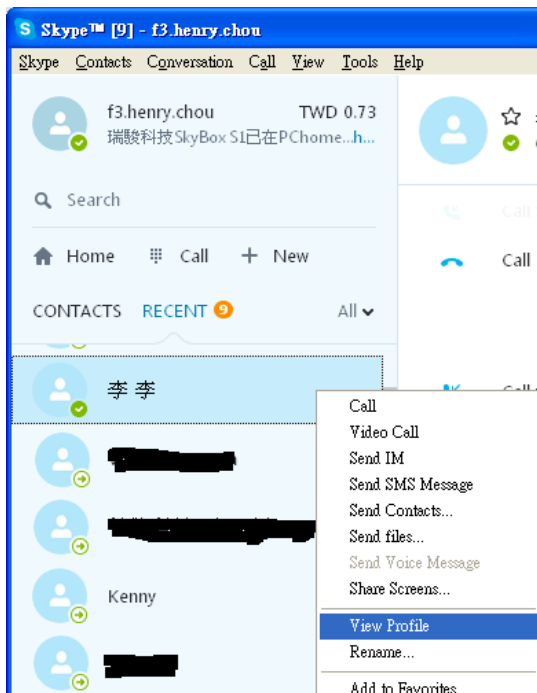 Skype™ [9] - f3.henry.chou
Skype Contacts Conversation Call View Tools Help
f3.henry.chou TWD 0.73
瑞駿科技SkyBox S1已在PChome...h...
Search
Call
Home Call New
Call
CONTACTS RECENT 9 All
李 李
Call
Video Call
Send IM
Send SMS Message
Send Contacts...
Send files...
Send Voice Message
Kenny
Share Screens...
View Profile
Rename...
Add to Favorites